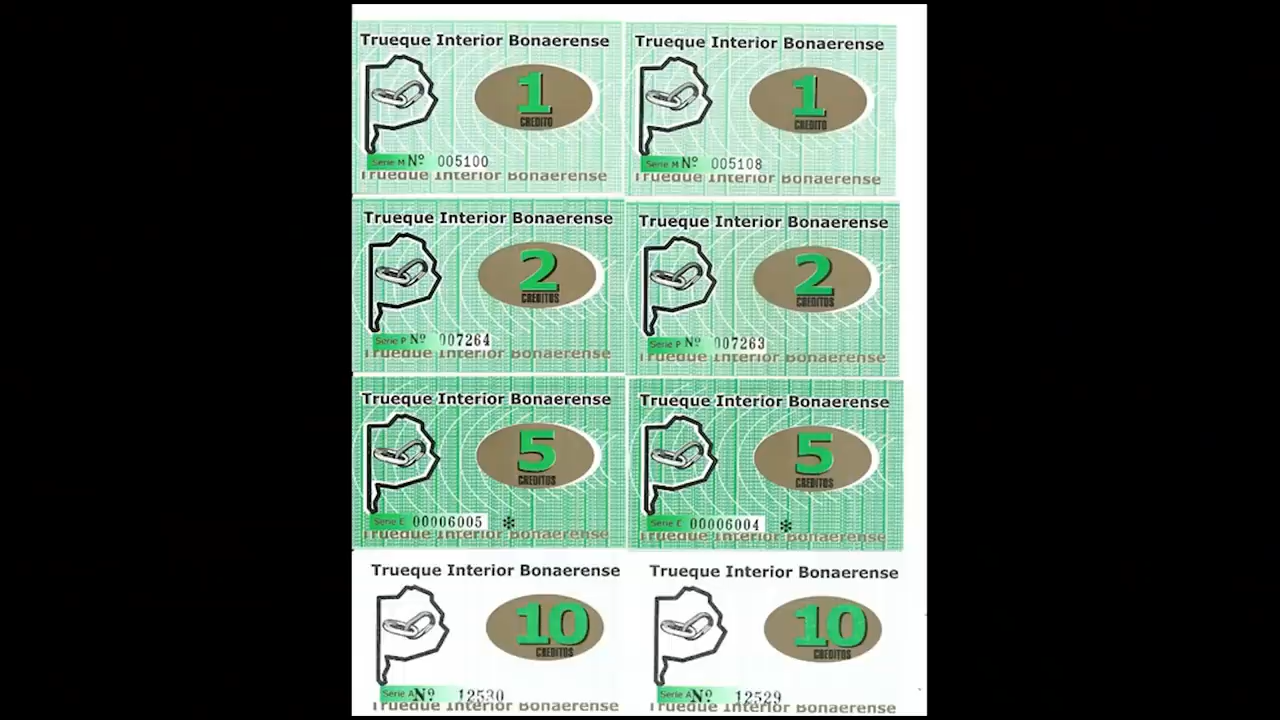 Trueque Interior Bonaerense
1
CREDITO
Serie M Nº 005100
Trueque Interior Bonaerense
Trueque Interior Bonaerense
1
CREDITO
Serie M Nº 005108
Trueque Interior Bonaerense
Trueque Interior Bonaerense
2
CREDITOS
Serie P Nº 007264
Trueque Interior Bonaerense
Trueque Interior Bonaerense
2
CREDITOS
Serie P Nº 007263
Trueque Interior Bonaerense
Trueque Interior Bonaerense
5
CREDITOS
Serie E 00006005 *
Trueque Interior Bonaerense
Trueque Interior Bonaerense
5
CREDITOS
Serie E 00006004 *
Trueque Interior Bonaerense
Trueque Interior Bonaerense
10
CREDITOS
Serie A Nº 12530
Trueque Interior Bonaerense
Trueque Interior Bonaerense
10
CREDITOS
Serie A Nº 12529
Trueque Interior Bonaerense